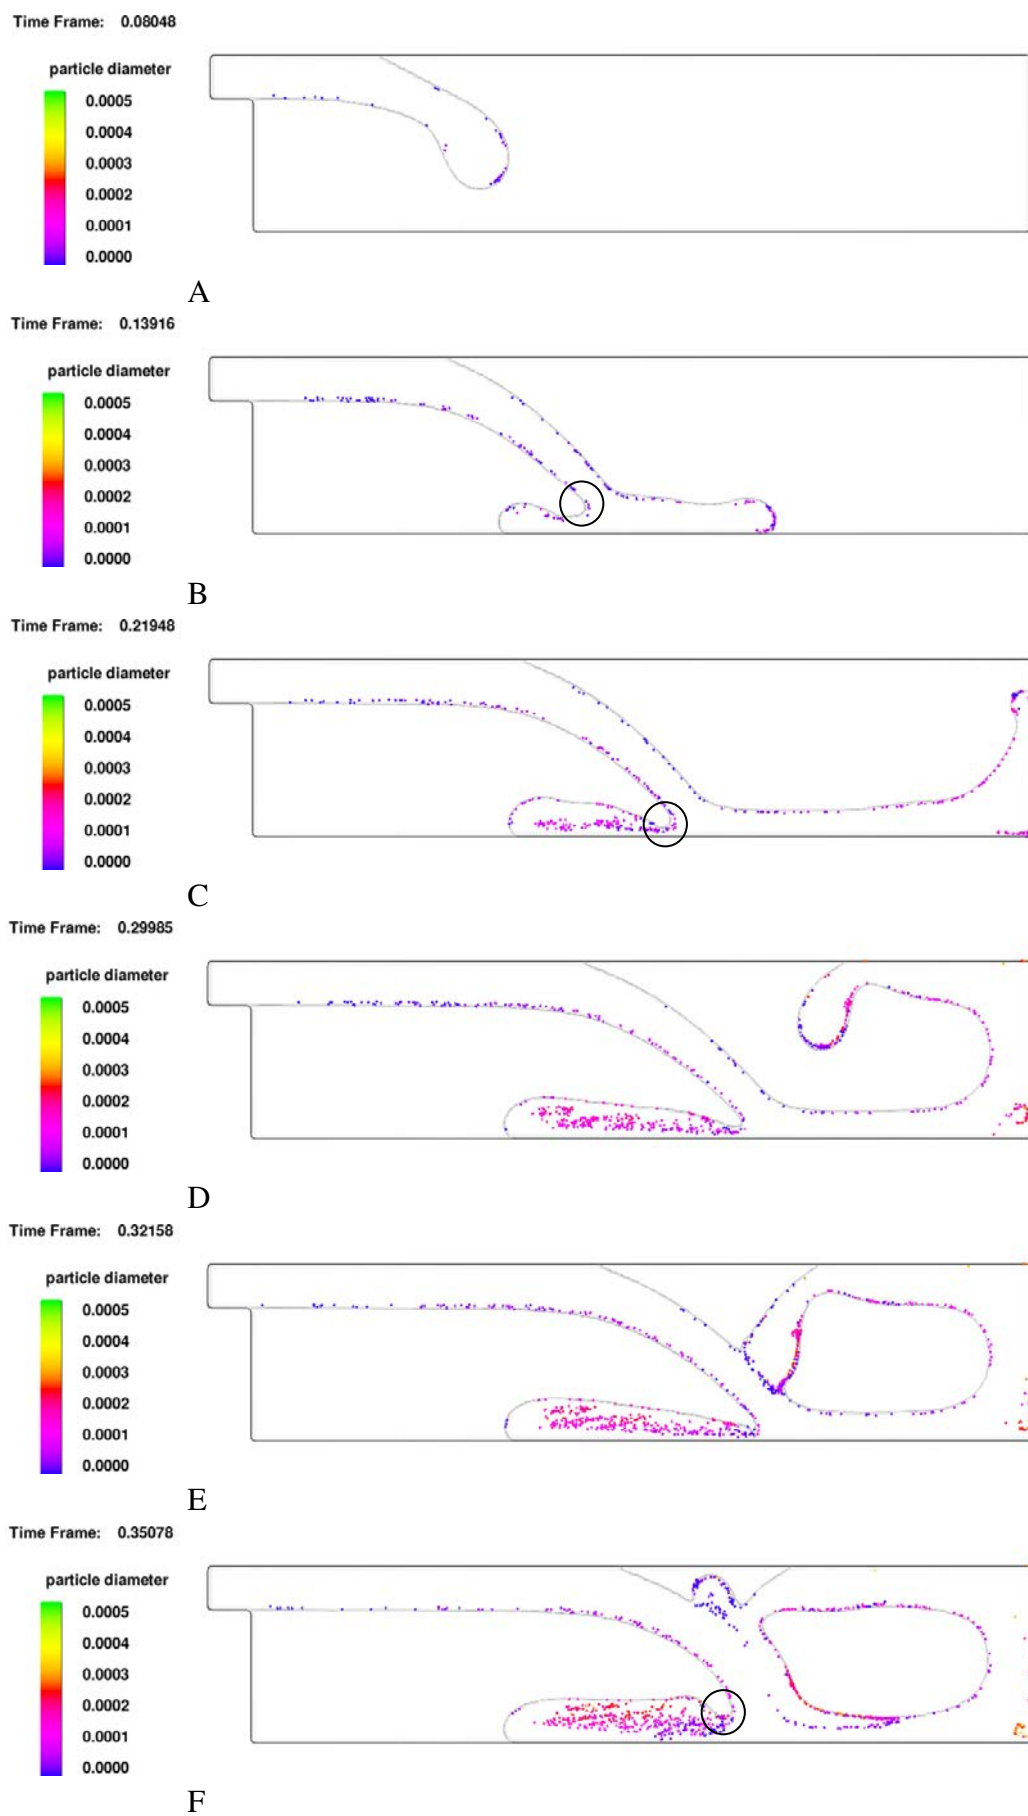 Time Frame: 0.08048
particle diameter
0.0005
0.0004
0.0003
0.0002
0.0001
0.0000
A
Time Frame: 0.13916
particle diameter
0.0005
0.0004
0.0003
0.0002
0.0001
0.0000
B
Time Frame: 0.21948
particle diameter
0.0005
0.0004
0.0003
0.0002
0.0001
0.0000
C
Time Frame: 0.29985
particle diameter
0.0005
0.0004
0.0003
0.0002
0.0001
0.0000
D
Time Frame: 0.32158
particle diameter
0.0005
0.0004
0.0003
0.0002
0.0001
0.0000
E
Time Frame: 0.35078
particle diameter
0.0005
0.0004
0.0003
0.0002
0.0001
0.0000
F